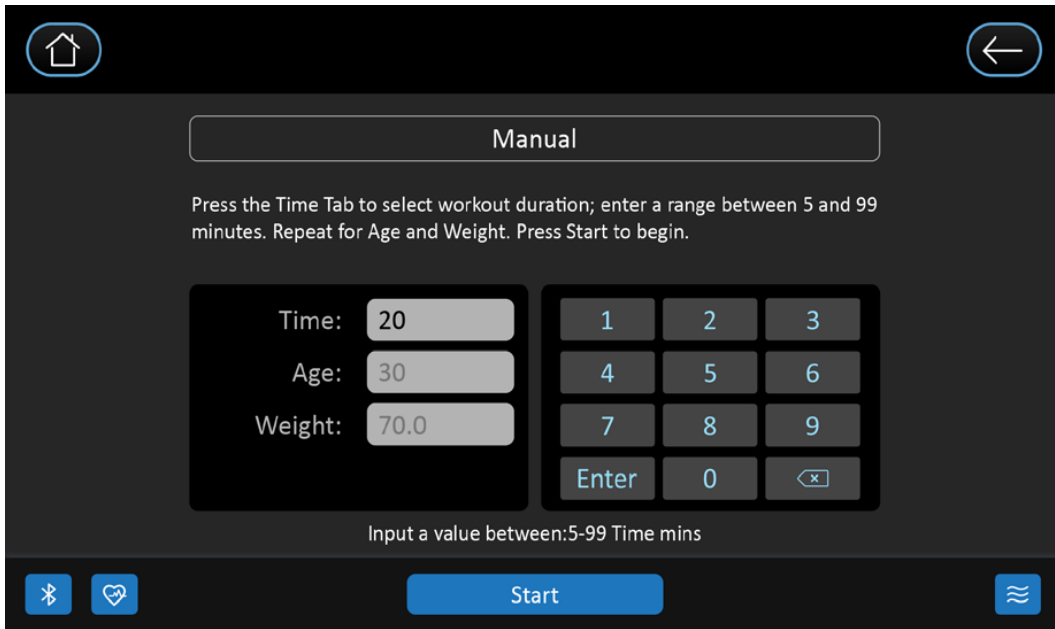 Manual
Press the Time Tab to select workout duration; enter a range between 5 and 99
minutes. Repeat for Age and Weight. Press Start to begin.
Time: 20
Age: 30
Weight: 70.0
1 2 3
4 5 6
7 8 9
Enter 0
Input a value between:5-99 Time mins
Start